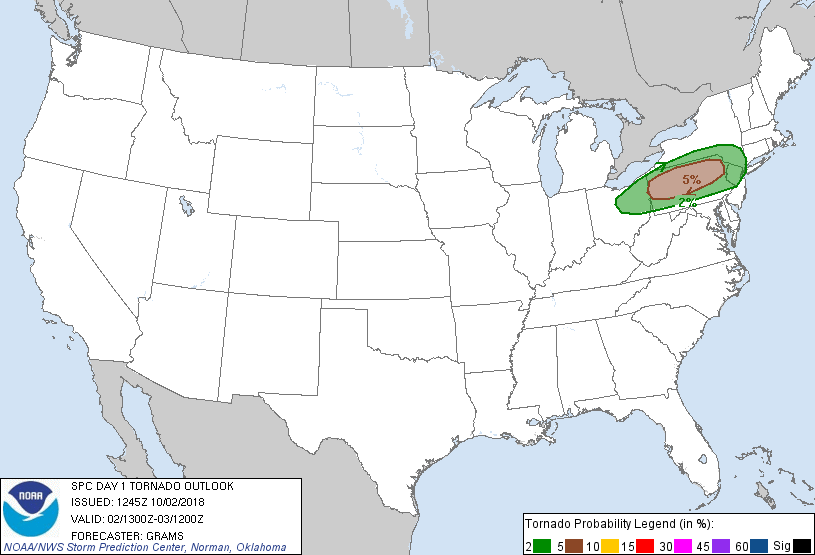 5%
2%
NOAA
SPC DAY 1 TORNADO OUTLOOK
ISSUED: 1245Z 10/02/2018
VALID: 02/1300Z-03/1200Z
FORECASTER: GRAMS
NOAA/NWS Storm Prediction Center, Norman, Oklahoma
Tornado Probability Legend (in %):
2 5 10 15 30 45 60 Sig